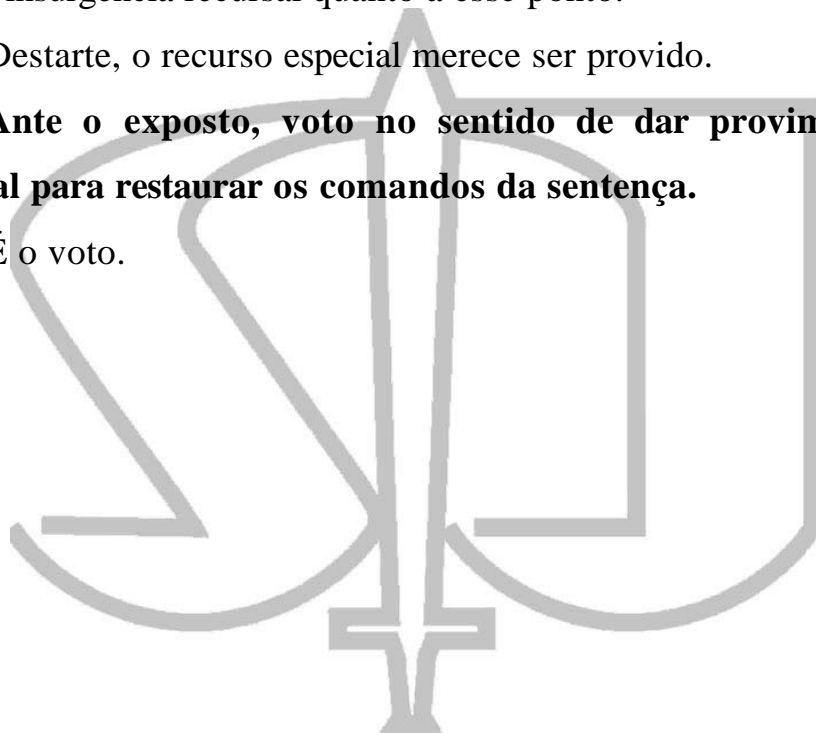 insurgência recursal quanto a esse ponto.
Destarte, o recurso especial merece ser provido.
Ante o exposto, voto no sentido de dar provim
al para restaurar os comandos da sentença.
É o voto.